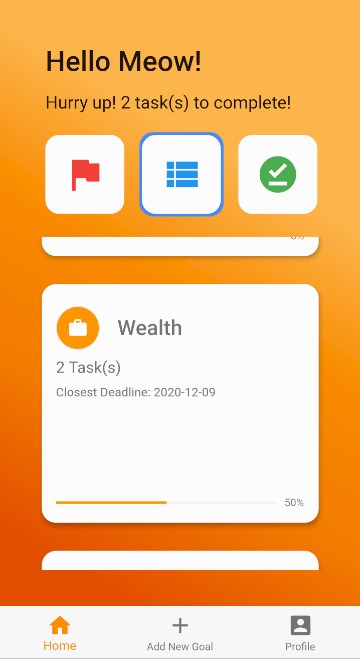 Hello Meow!
Hurry up! 2 task(s) to complete!
Wealth
2 Task(s)
Closest Deadline: 2020-12-09
50%
Home
Add New Goal
Profile